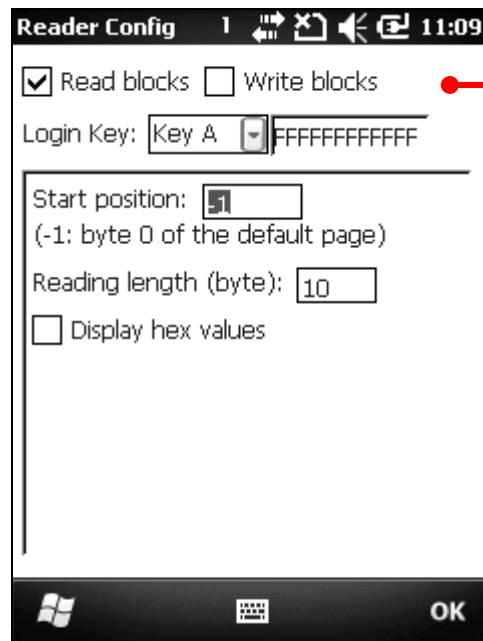 Reader Config 11:09
Read blocks Write blocks
Login Key: Key A FFFFFFFFFFFF
Start position: -1
(-1: byte 0 of the default page)
Reading length (byte): 10
Display hex values
OK